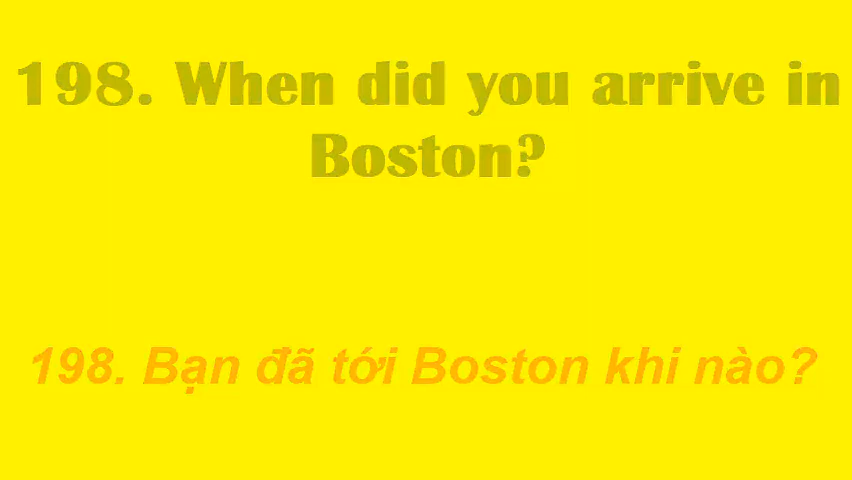 198. When did you arrive in
Boston?
198. Bạn đã tới Boston khi nào?